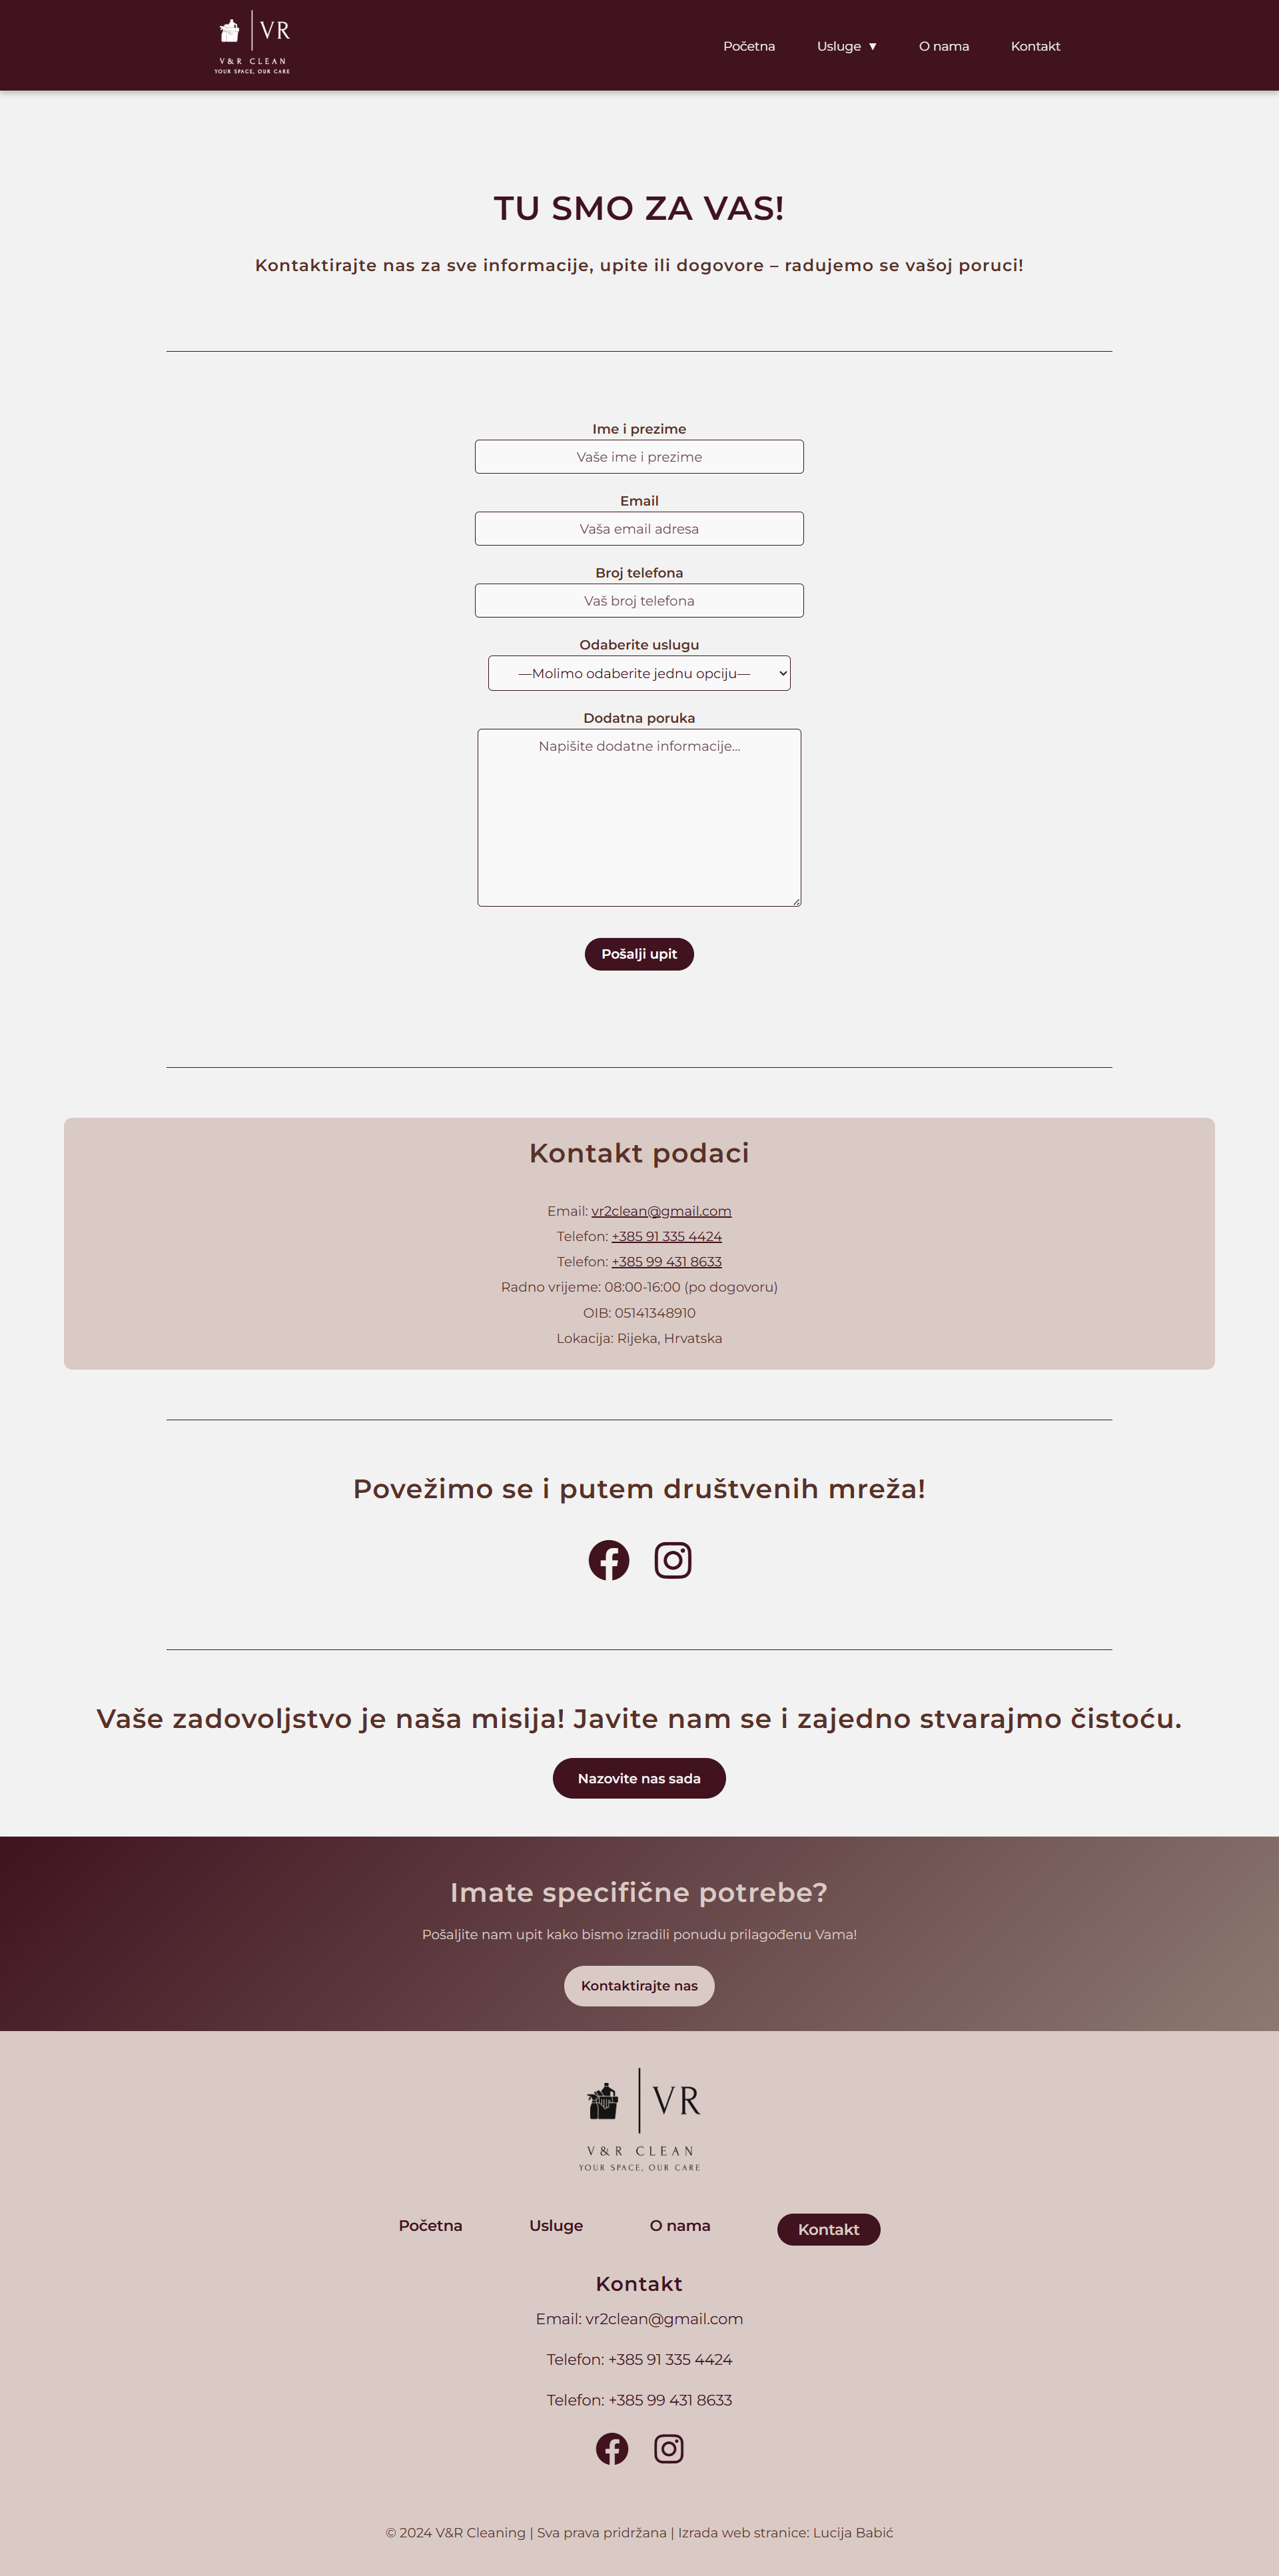 VR
V&R CLEAN
YOUR SPACE, OUR CARE
Početna
Usluge ▼
O nama
Kontakt
TU SMO ZA VAS!
Kontaktirajte nas za sve informacije, upite ili dogovore – radujemo se vašoj poruci!
Ime i prezime
Vaše ime i prezime
Email
Vaša email adresa
Broj telefona
Vaš broj telefona
Odaberite uslugu
—Molimo odaberite jednu opciju—
Dodatna poruka
Napišite dodatne informacije...
Pošalji upit
Kontakt podaci
Email: vr2clean@gmail.com
Telefon: +385 91 335 4424
Telefon: +385 99 431 8633
Radno vrijeme: 08:00-16:00 (po dogovoru)
OIB: 05141348910
Lokacija: Rijeka, Hrvatska
Povežimo se i putem društvenih mreža!
Vaše zadovoljstvo je naša misija! Javite nam se i zajedno stvarajmo čistoću.
Nazovite nas sada
Imate specifične potrebe?
Pošaljite nam upit kako bismo izradili ponudu prilagođenu Vama!
Kontaktirajte nas
VR
V&R CLEAN
YOUR SPACE, OUR CARE
Početna
Usluge
O nama
Kontakt
Kontakt
Email: vr2clean@gmail.com
Telefon: +385 91 335 4424
Telefon: +385 99 431 8633
© 2024 V&R Cleaning | Sva prava pridržana | Izrada web stranice: Lucija Babić